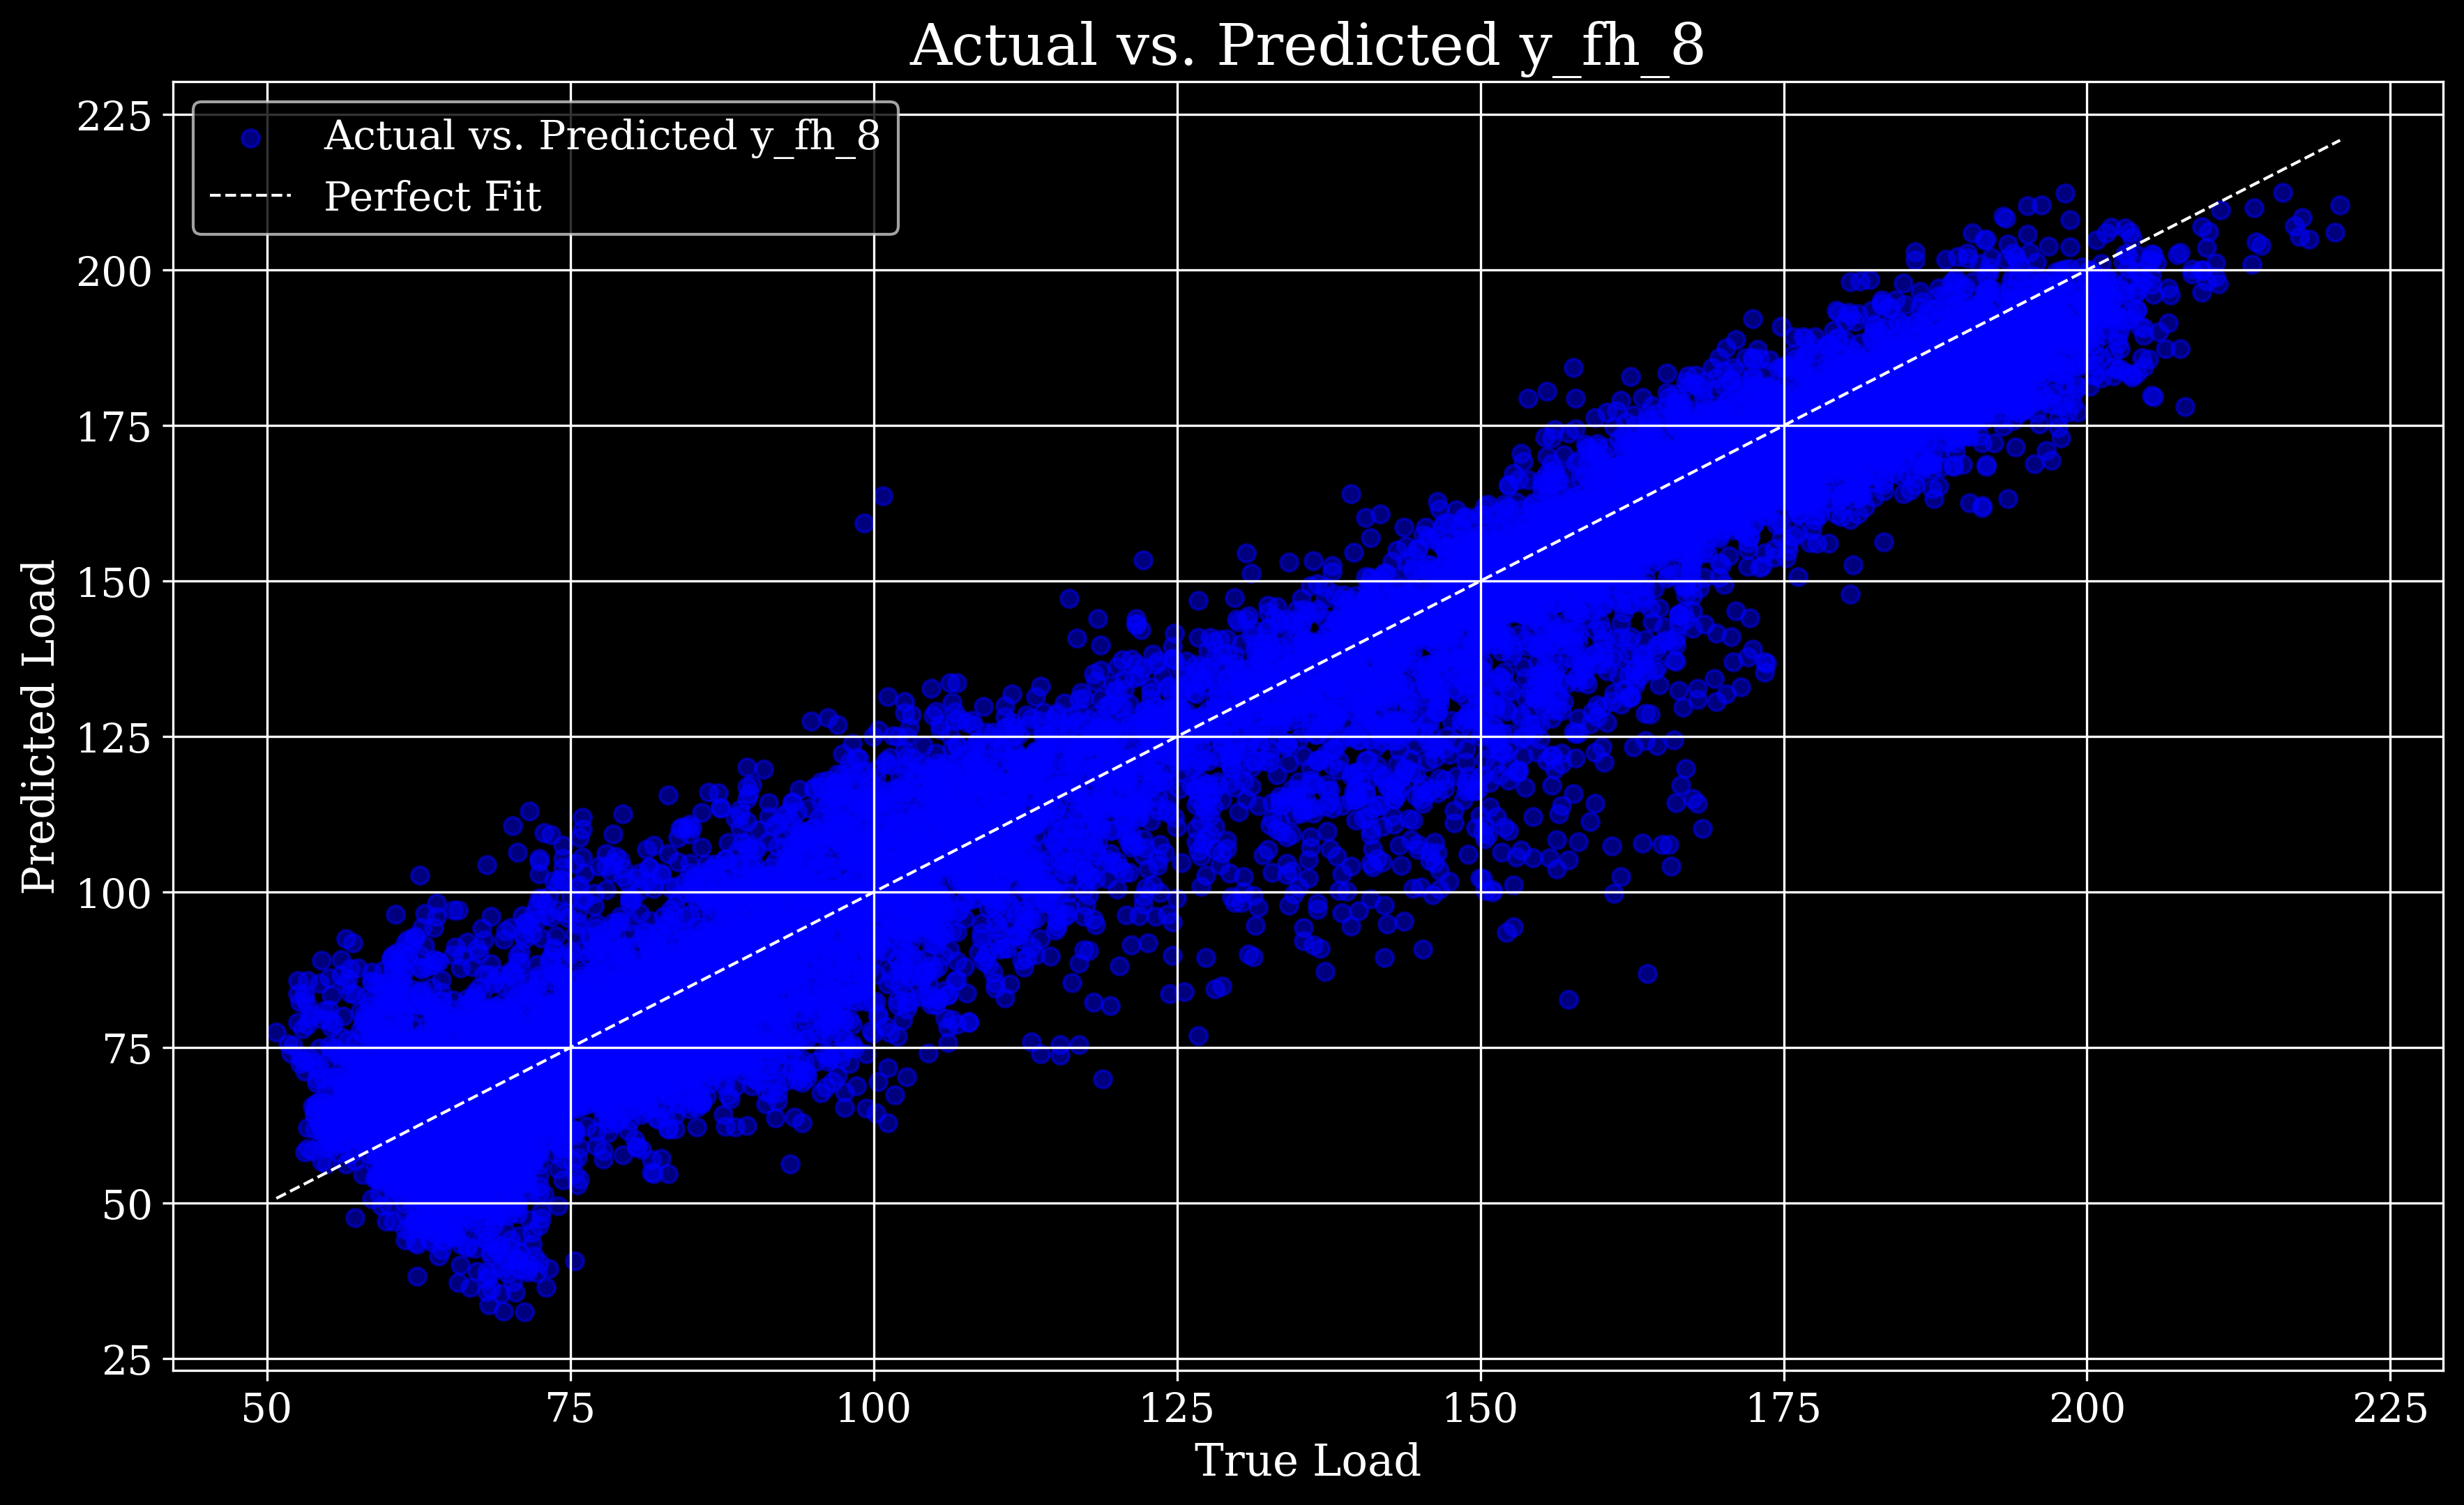 Actual vs. Predicted y_fh_8
Actual vs. Predicted y_fh_8
Perfect Fit
Predicted Load
225
200
175
150
125
100
75
50
25
50 75 100 125 150 175 200 225
True Load